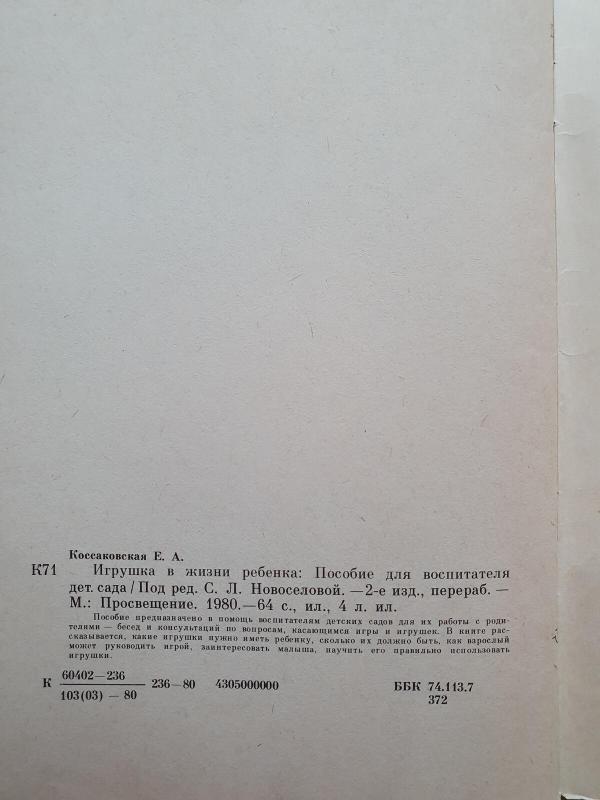 Коссаковская Е. А.
К71 Игрушка в жизни ребенка: Пособие для воспитателя
дет. сада / Под ред. С. Л. Новоселовой. —2-е изд., перераб. —
М.: Просвещение. 1980.—64 с., ил., 4 л. ил.
Пособие предназначено в помощь воспитателям детских садов для их работы с роди-
телями — бесед и консультаций по вопросам, касающимся игры и игрушек. В книге рас-
сказывается, какие игрушки нужно иметь ребенку, сколько их должно быть, как взрослый
может руководить игрой, заинтересовать малыша, научить его правильно использовать
игрушки.
К 60402—236
103(03) — 80
236—80 4305000000
ББК 74.113.7
372